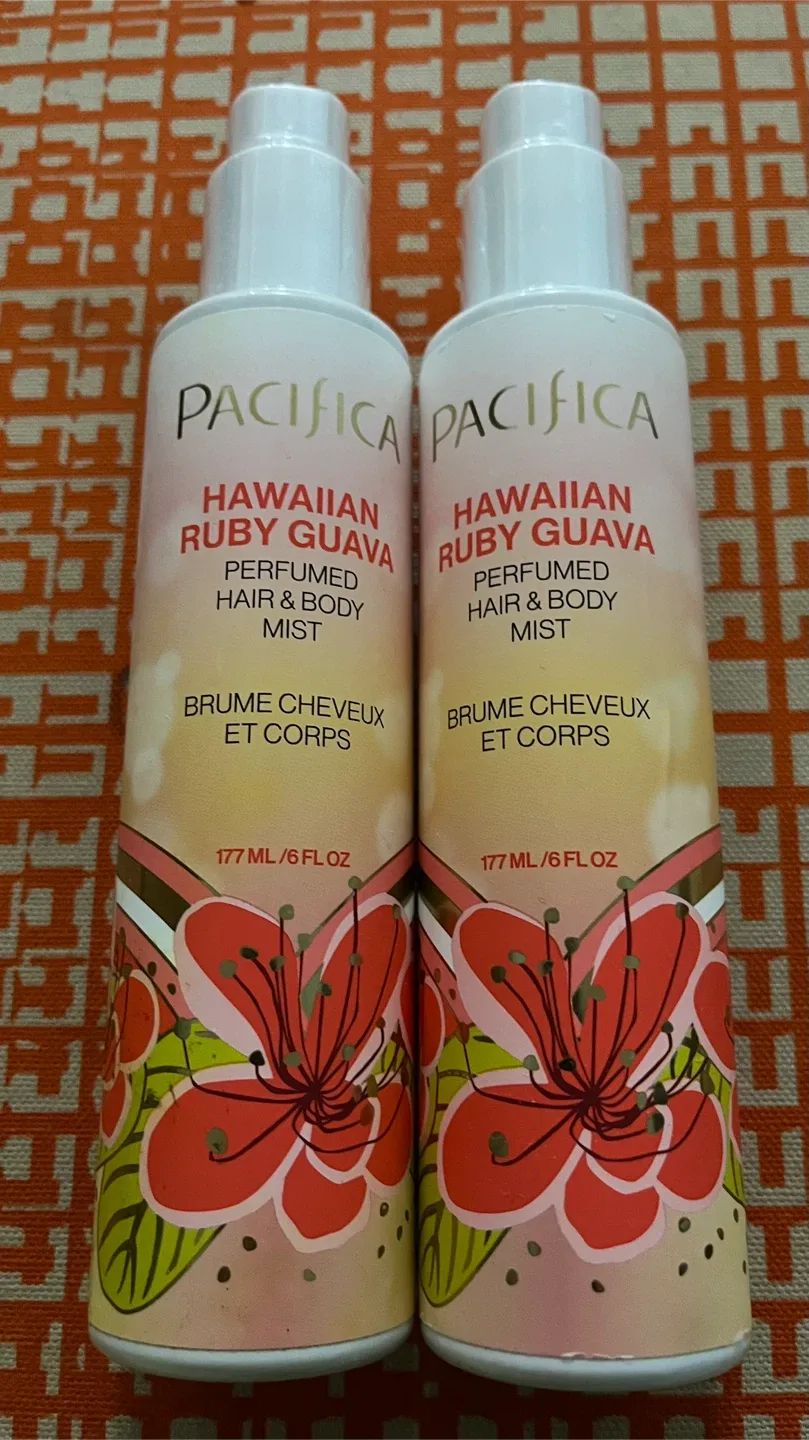 PACIFICA
HAWAIIAN
RUBY GUAVA
PERFUMED
HAIR & BODY
MIST
BRUME CHEVEUX
ET CORPS
177 ML /6 FL OZ
PACIFICA
HAWAIIAN
RUBY GUAVA
PERFUMED
HAIR & BODY
MIST
BRUME CHEVEUX
ET CORPS
177 ML /6 FL OZ